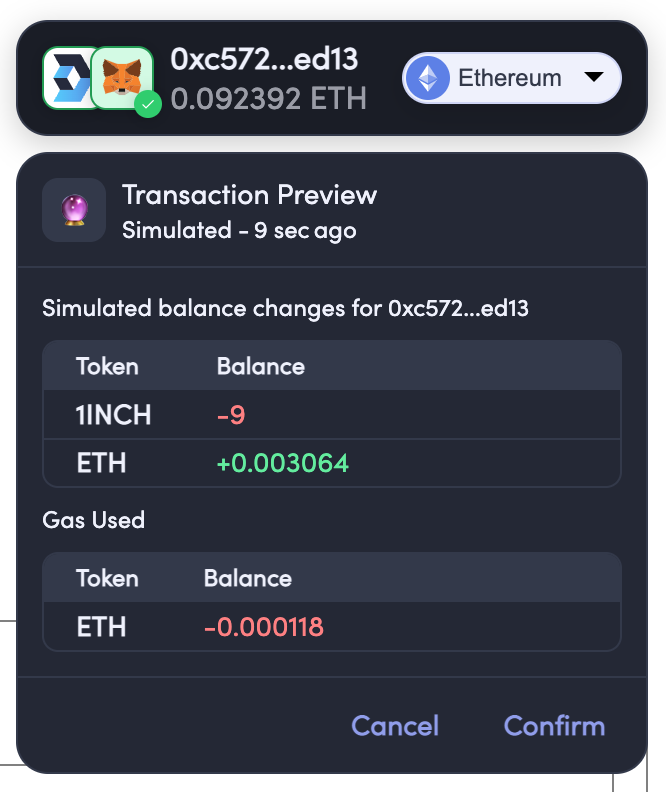 0xc572...ed13
0.092392 ETH
Ethereum
Transaction Preview
Simulated - 9 sec ago
Simulated balance changes for 0xc572...ed13
Token Balance
1INCH -9
ETH +0.003064
Gas Used
Token Balance
ETH -0.000118
Cancel Confirm